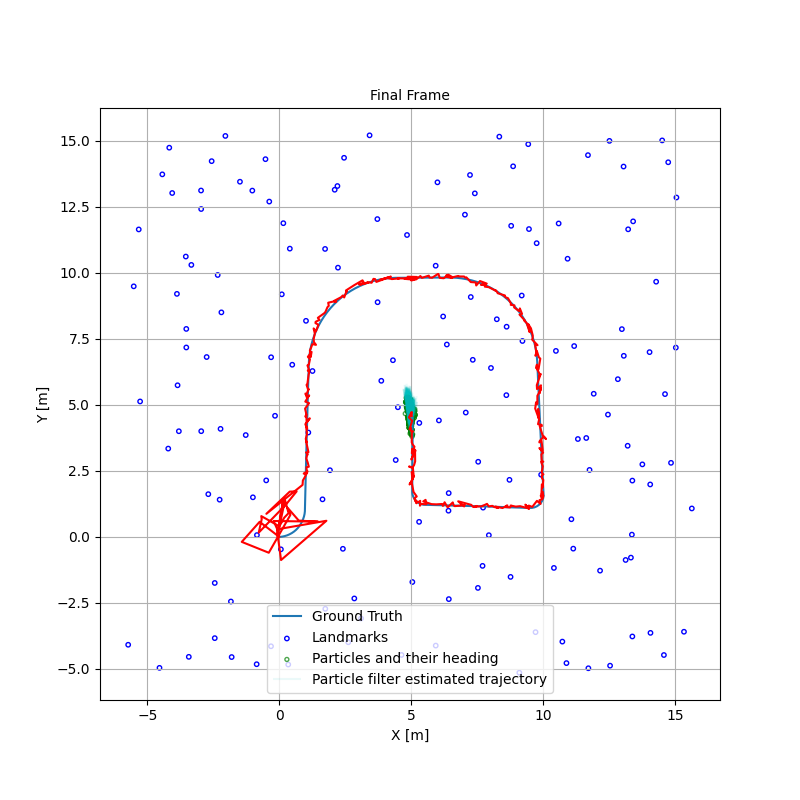 Final Frame
Y [m]
15.0
12.5
10.0
7.5
5.0
2.5
0.0
−2.5
−5.0
Ground Truth
Landmarks
Particles and their heading
Particle filter estimated trajectory
−5 0 5 10 15
X [m]